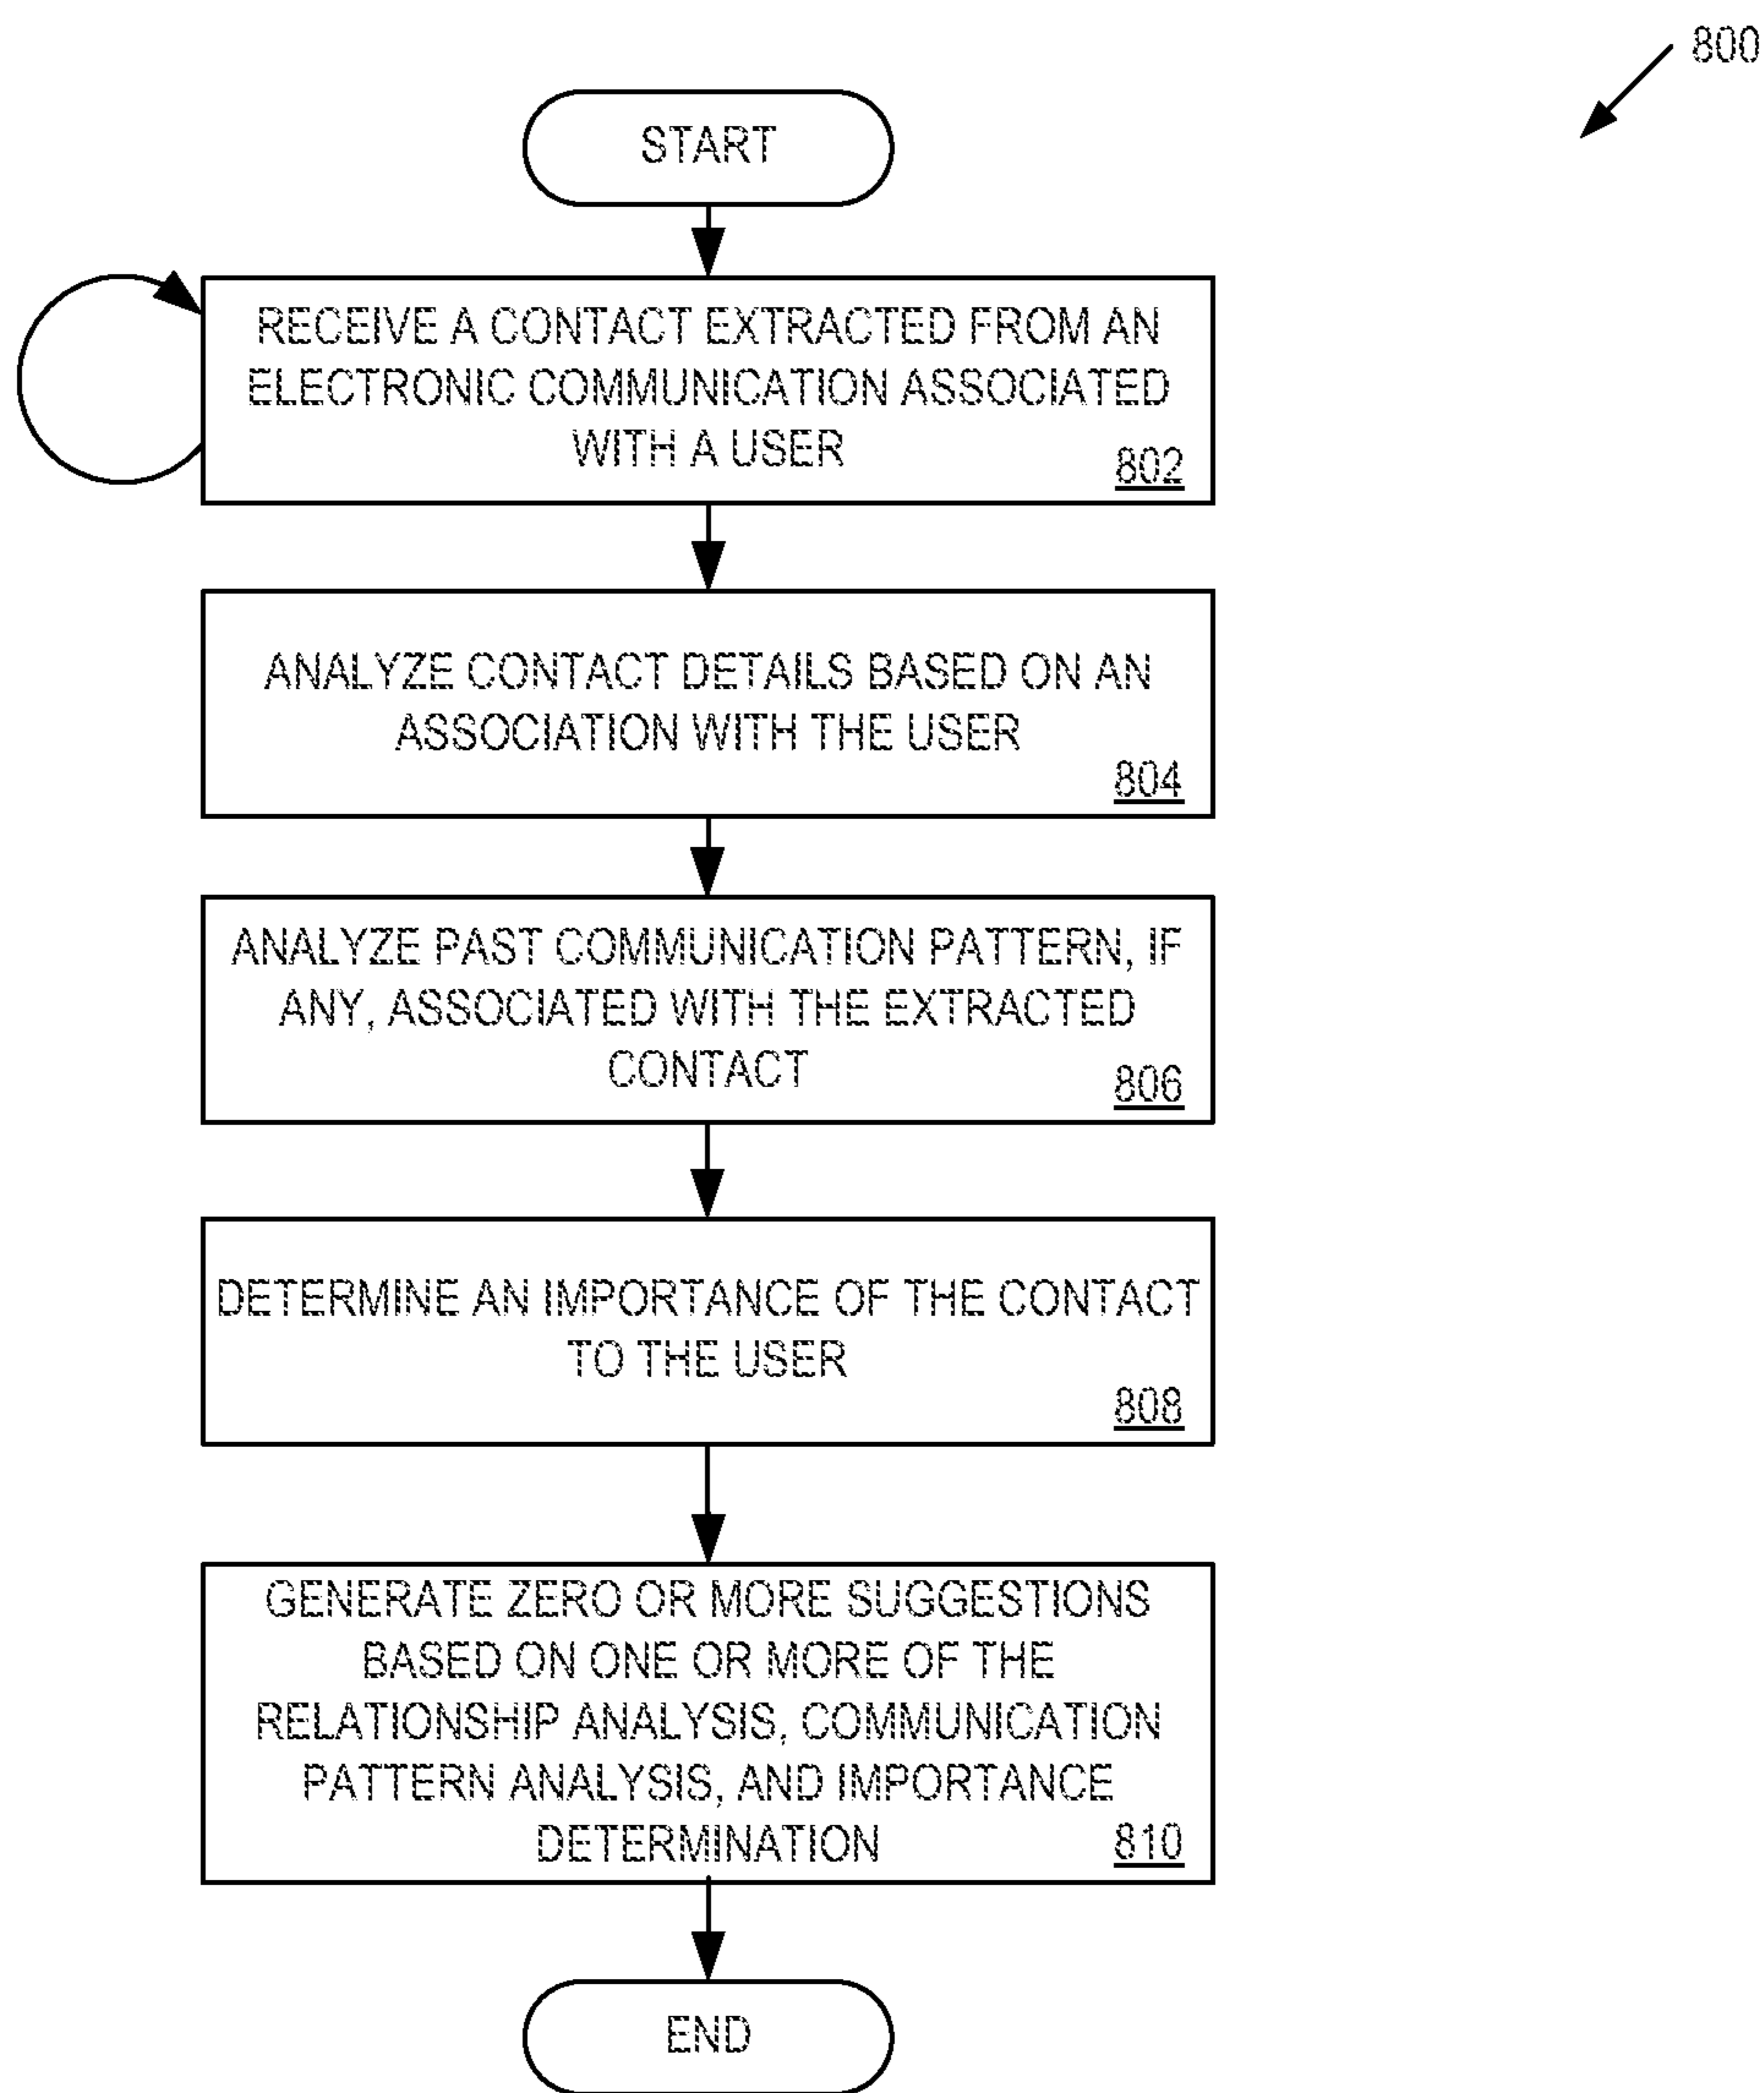 800
START
RECEIVE A CONTACT EXTRACTED FROM AN
ELECTRONIC COMMUNICATION ASSOCIATED
WITH A USER
802
ANALYZE CONTACT DETAILS BASED ON AN
ASSOCIATION WITH THE USER
804
ANALYZE PAST COMMUNICATION PATTERN, IF
ANY, ASSOCIATED WITH THE EXTRACTED
CONTACT
806
DETERMINE AN IMPORTANCE OF THE CONTACT
TO THE USER
808
GENERATE ZERO OR MORE SUGGESTIONS
BASED ON ONE OR MORE OF THE
RELATIONSHIP ANALYSIS, COMMUNICATION
PATTERN ANALYSIS, AND IMPORTANCE
DETERMINATION
810
END